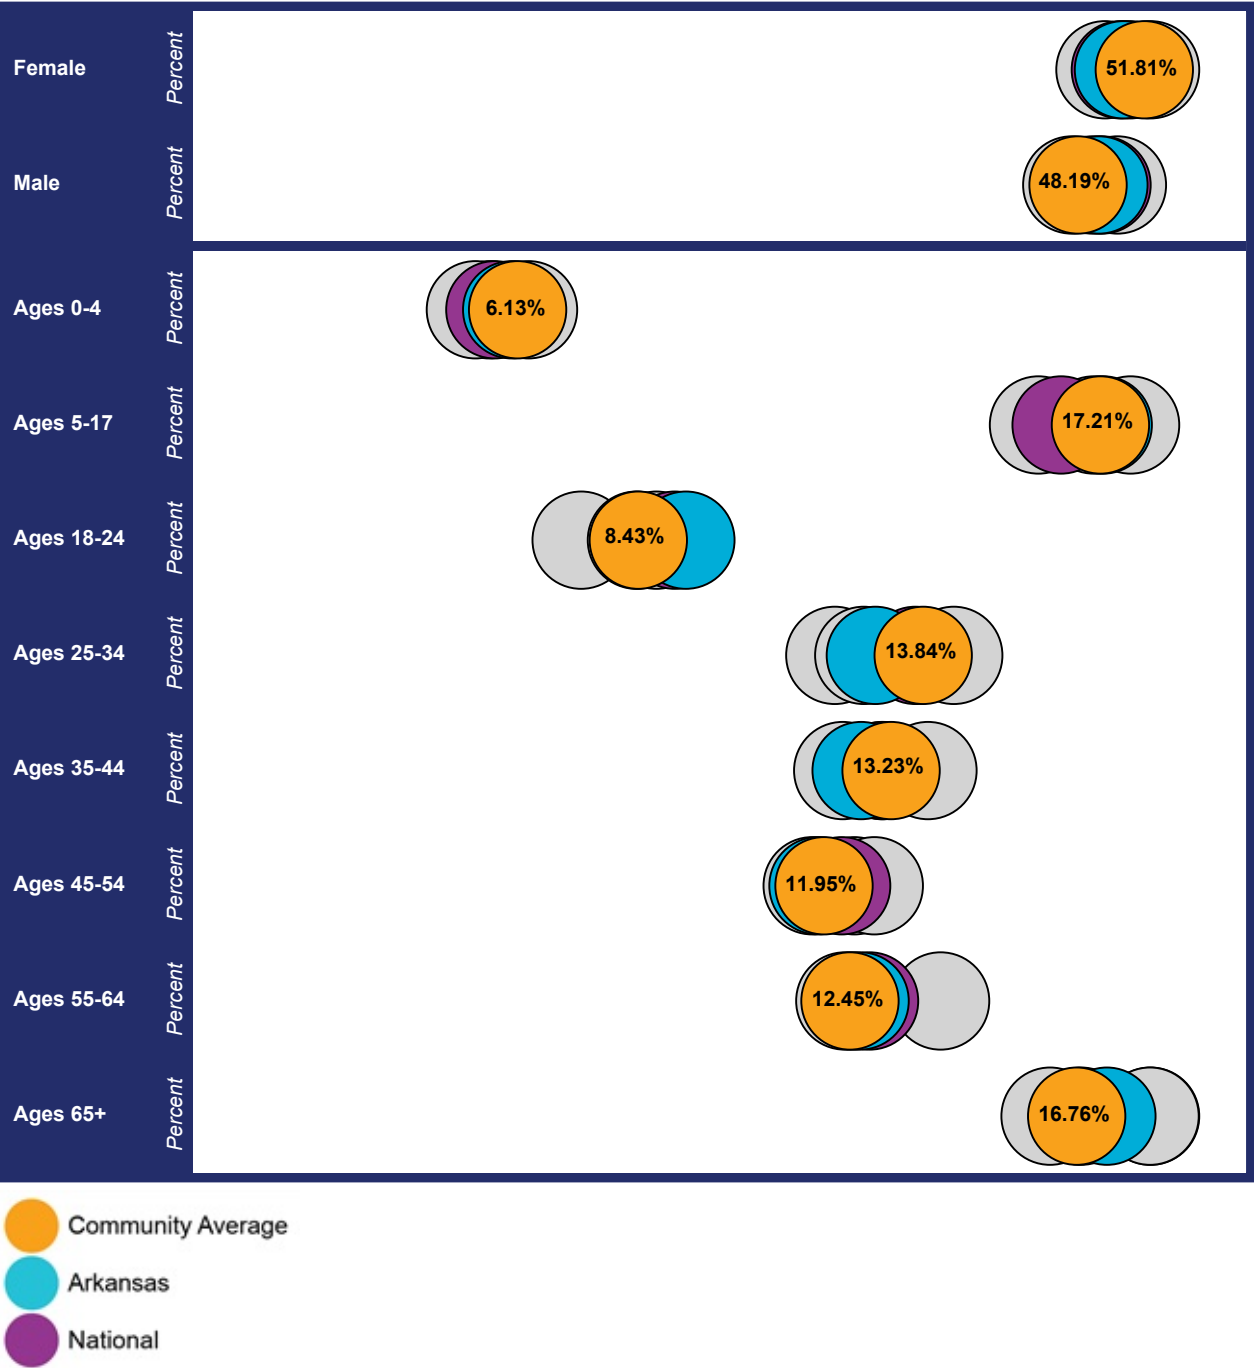 Female Percent 51.81%
Male Percent 48.19%
Ages 0-4 Percent 6.13%
Ages 5-17 Percent 17.21%
Ages 18-24 Percent 8.43%
Ages 25-34 Percent 13.84%
Ages 35-44 Percent 13.23%
Ages 45-54 Percent 11.95%
Ages 55-64 Percent 12.45%
Ages 65+ Percent 16.76%
Community Average
Arkansas
National